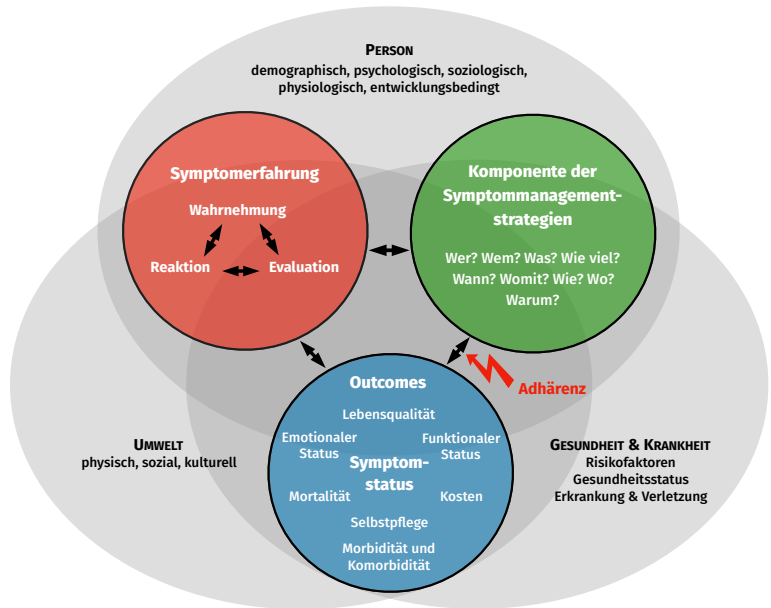 PERSON
demographisch, psychologisch, soziologisch,
physiologisch, entwicklungsbedingt
Symptomerfahrung
Wahrnehmung
Reaktion
Evaluation
Komponente der
Symptommanagement-
strategien
Wer? Wem? Was? Wie viel?
Wann? Womit? Wie? Wo?
Warum?
Adhärenz
Outcomes
Lebensqualität
Emotionaler
Status
Funktionaler
Status
Symptom-
status
Mortalität
Kosten
Selbstpflege
Morbidität und
Komorbidität
UMWELT
physisch, sozial, kulturell
GESUNDHEIT & KRANKHEIT
Risikofaktoren
Gesundheitsstatus
Erkrankung & Verletzung